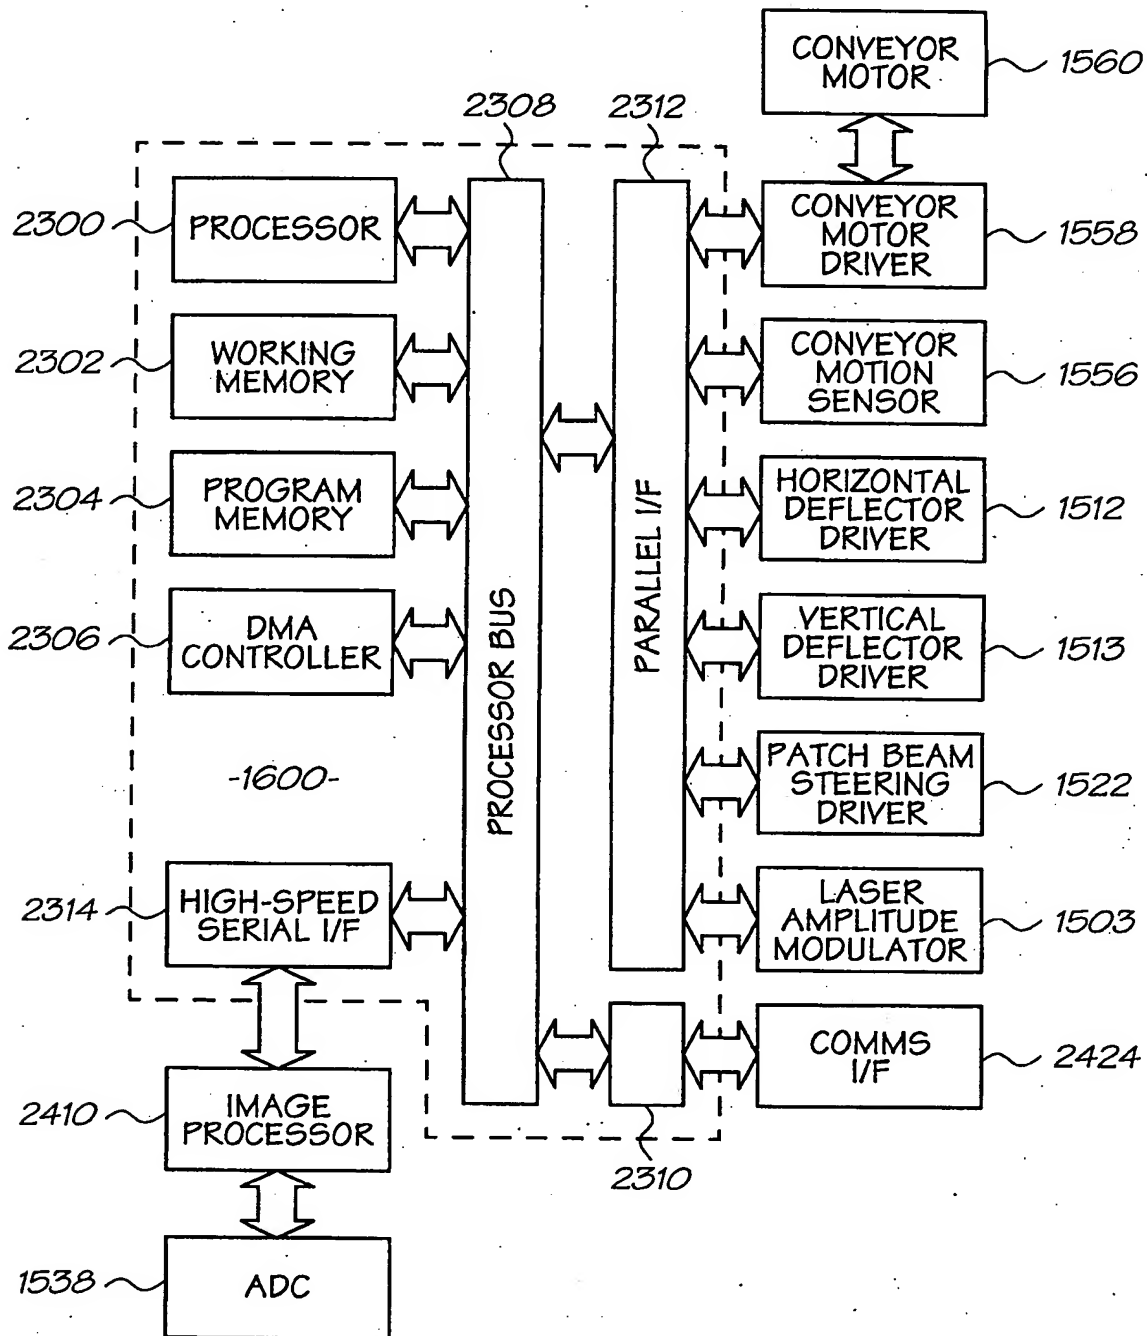 CONVEYOR
MOTOR
1560
2308
2312
2300
PROCESSOR
CONVEYOR
MOTOR
DRIVER
1558
2302
WORKING
MEMORY
CONVEYOR
MOTION
SENSOR
1556
2304
PROGRAM
MEMORY
HORIZONTAL
DEFLECTOR
DRIVER
1512
2306
DMA
CONTROLLER
PROCESSOR BUS
PARALLEL I/F
VERTICAL
DEFLECTOR
DRIVER
1513
-1600-
PATCH BEAM
STEERING
DRIVER
1522
2314
HIGH-SPEED
SERIAL I/F
LASER
AMPLITUDE
MODULATOR
1503
COMMS
I/F
2424
2410
IMAGE
PROCESSOR
2310
1538
ADC